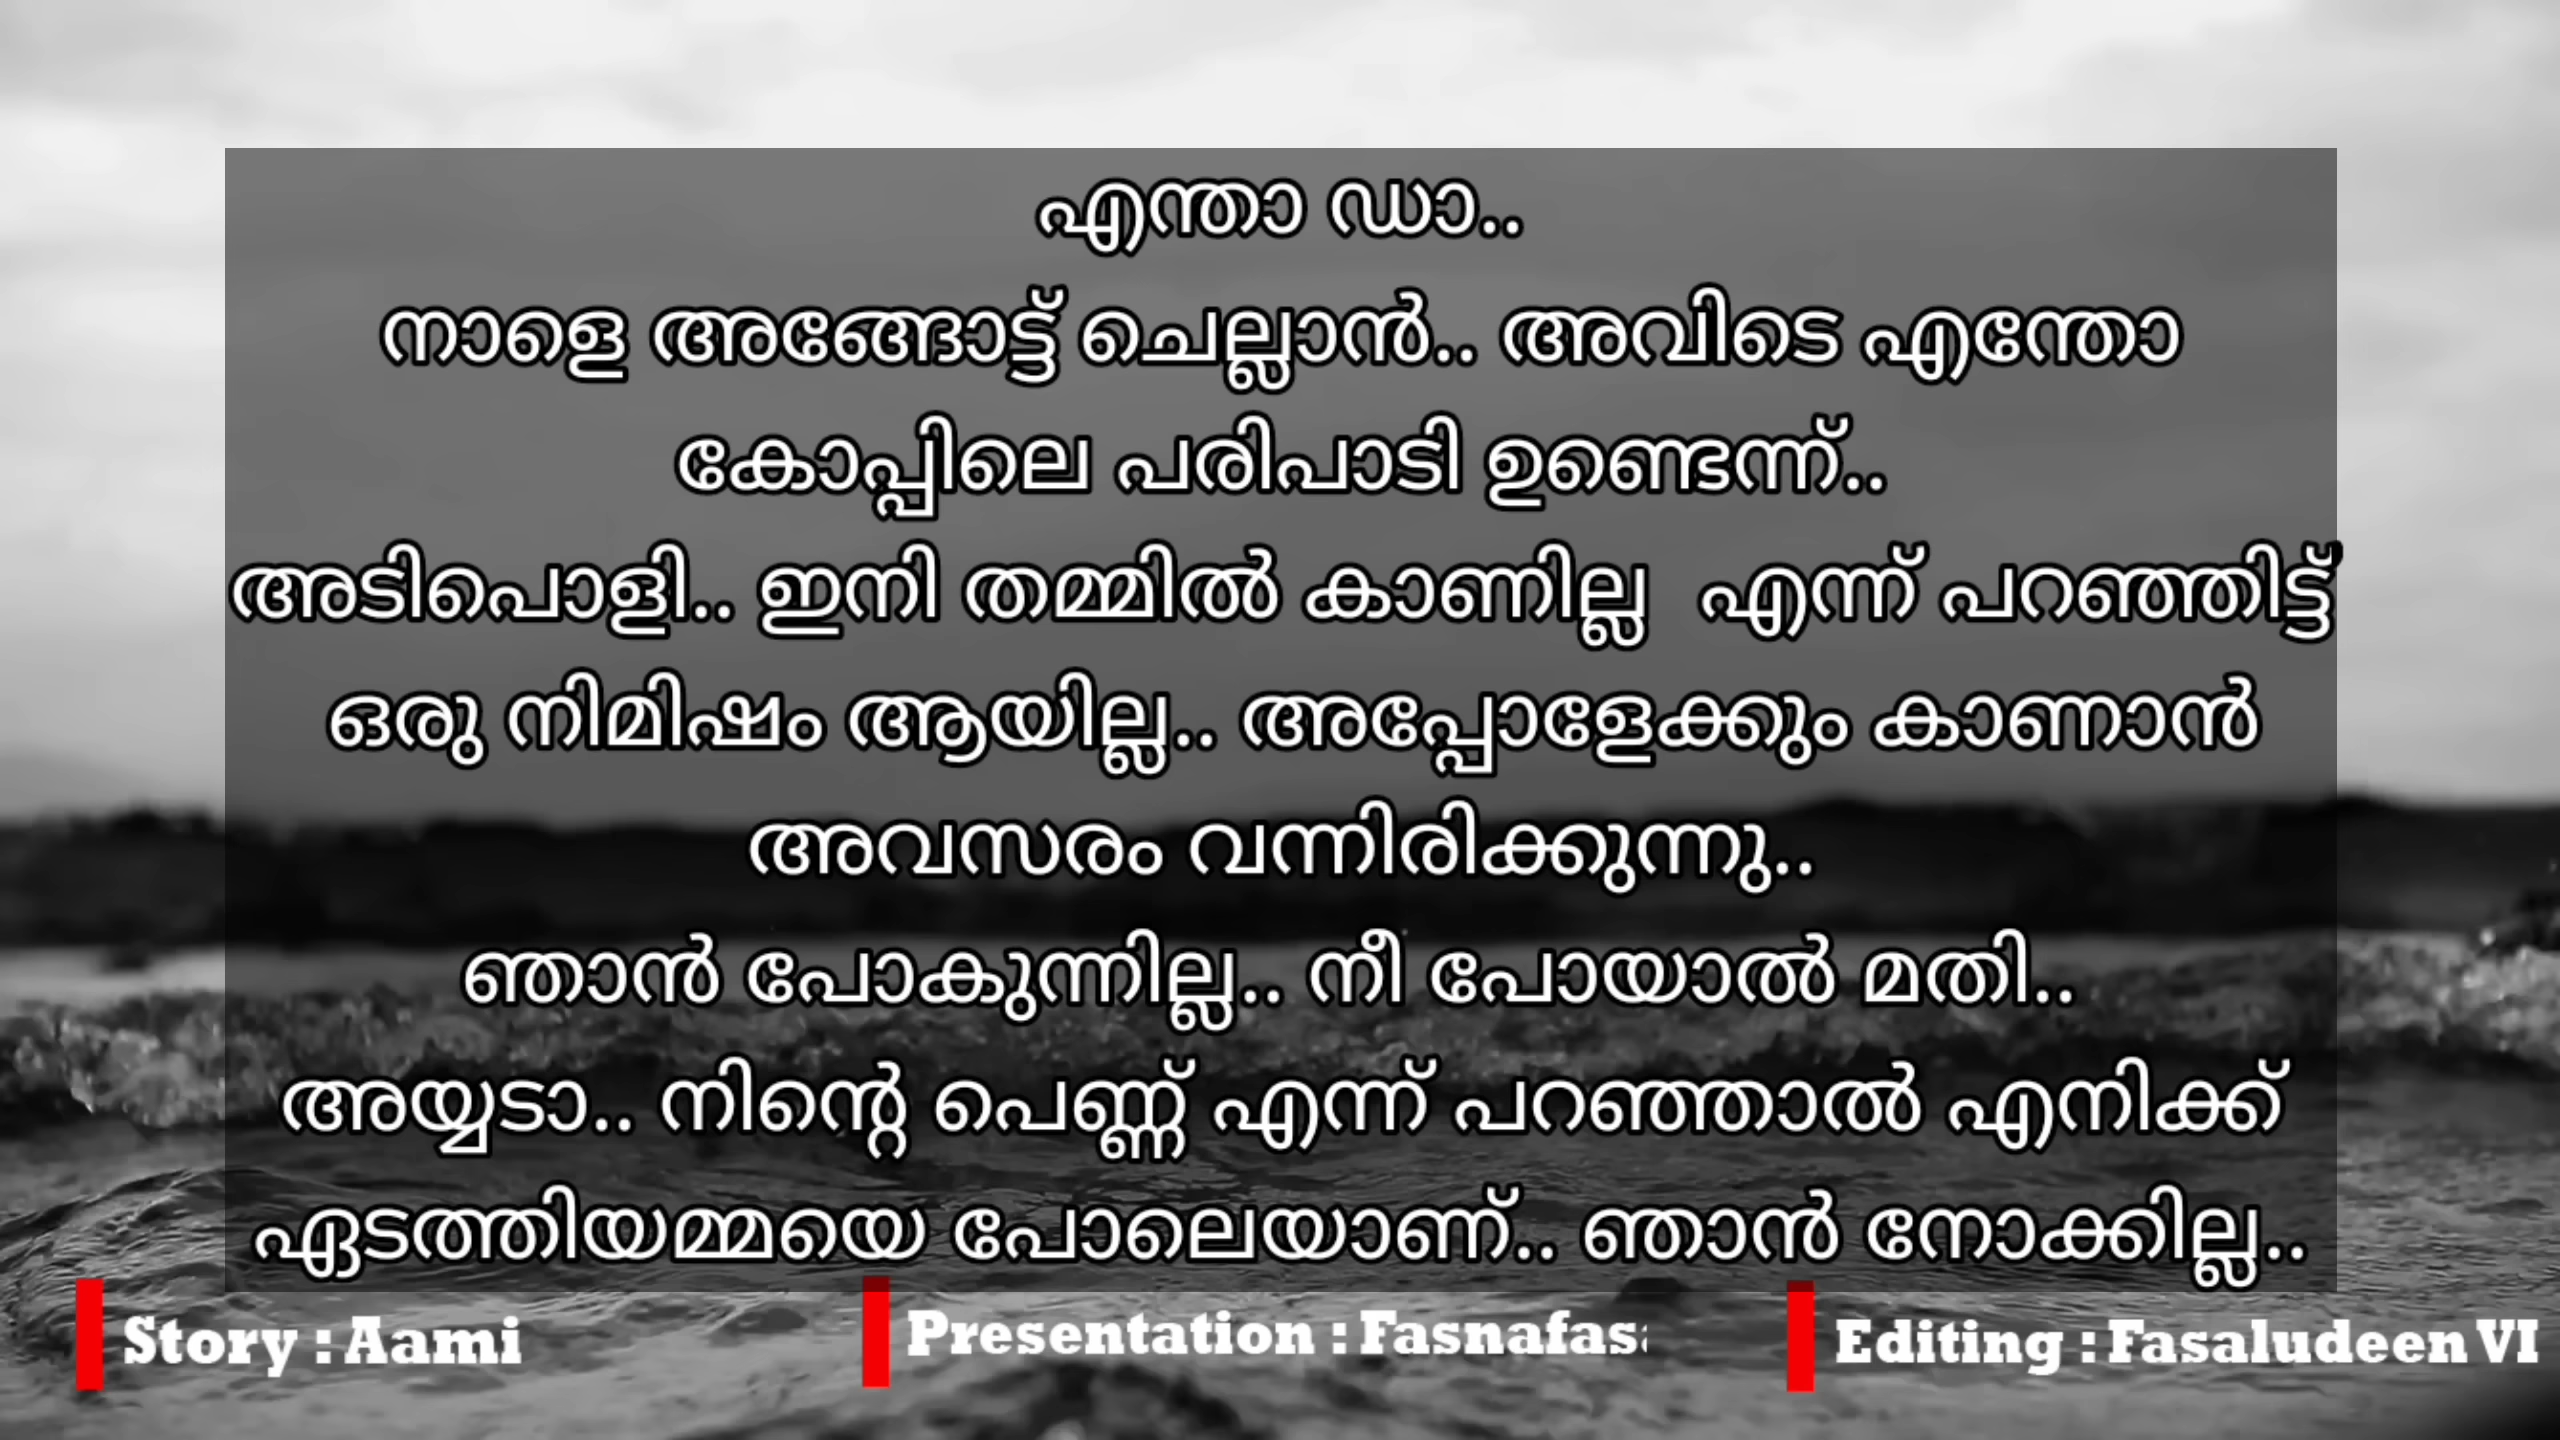 എന്താ ഡാ..
നാളെ അങ്ങോട്ട് ചെല്ലാൻ.. അവിടെ എന്തോ
കോപ്പിലെ പരിപാടി ഉണ്ടെന്ന്..
അടിപൊളി.. ഇനി തമ്മിൽ കാണില്ല  എന്ന് പറഞ്ഞിട്ട്
ഒരു നിമിഷം ആയില്ല.. അപ്പോളേക്കും കാണാൻ
അവസരം വന്നിരിക്കുന്നു..
ഞാൻ പോകുന്നില്ല.. നീ പോയാൽ മതി..
അയ്യടാ.. നിന്റെ പെണ്ണ് എന്ന് പറഞ്ഞാൽ എനിക്ക്
ഏടത്തിയമ്മയെ പോലെയാണ്.. ഞാൻ നോക്കില്ല..
Story : Aami
Presentation :
Editing : Fasaludeen VI